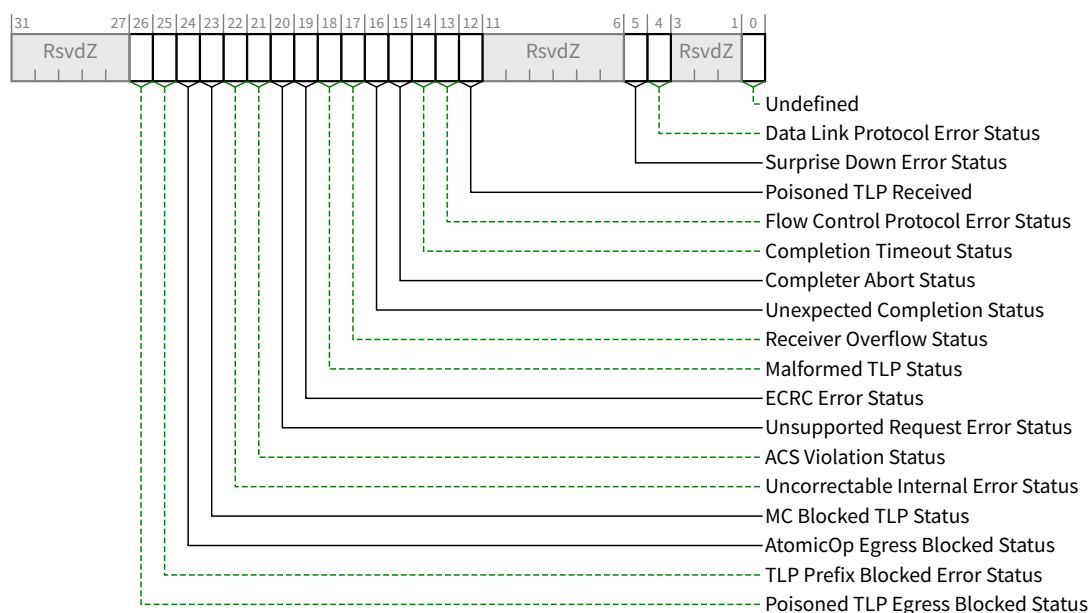 31 27 26 25 24 23 22 21 20 19 18 17 16 15 14 13 12 11 6 5 4 3 1 0
RsvdZ RsvdZ RsvdZ
Undefined
Data Link Protocol Error Status
Surprise Down Error Status
Poisoned TLP Received
Flow Control Protocol Error Status
Completion Timeout Status
Completer Abort Status
Unexpected Completion Status
Receiver Overflow Status
Malformed TLP Status
ECRC Error Status
Unsupported Request Error Status
ACS Violation Status
Uncorrectable Internal Error Status
MC Blocked TLP Status
AtomicOp Egress Blocked Status
TLP Prefix Blocked Error Status
Poisoned TLP Egress Blocked Status